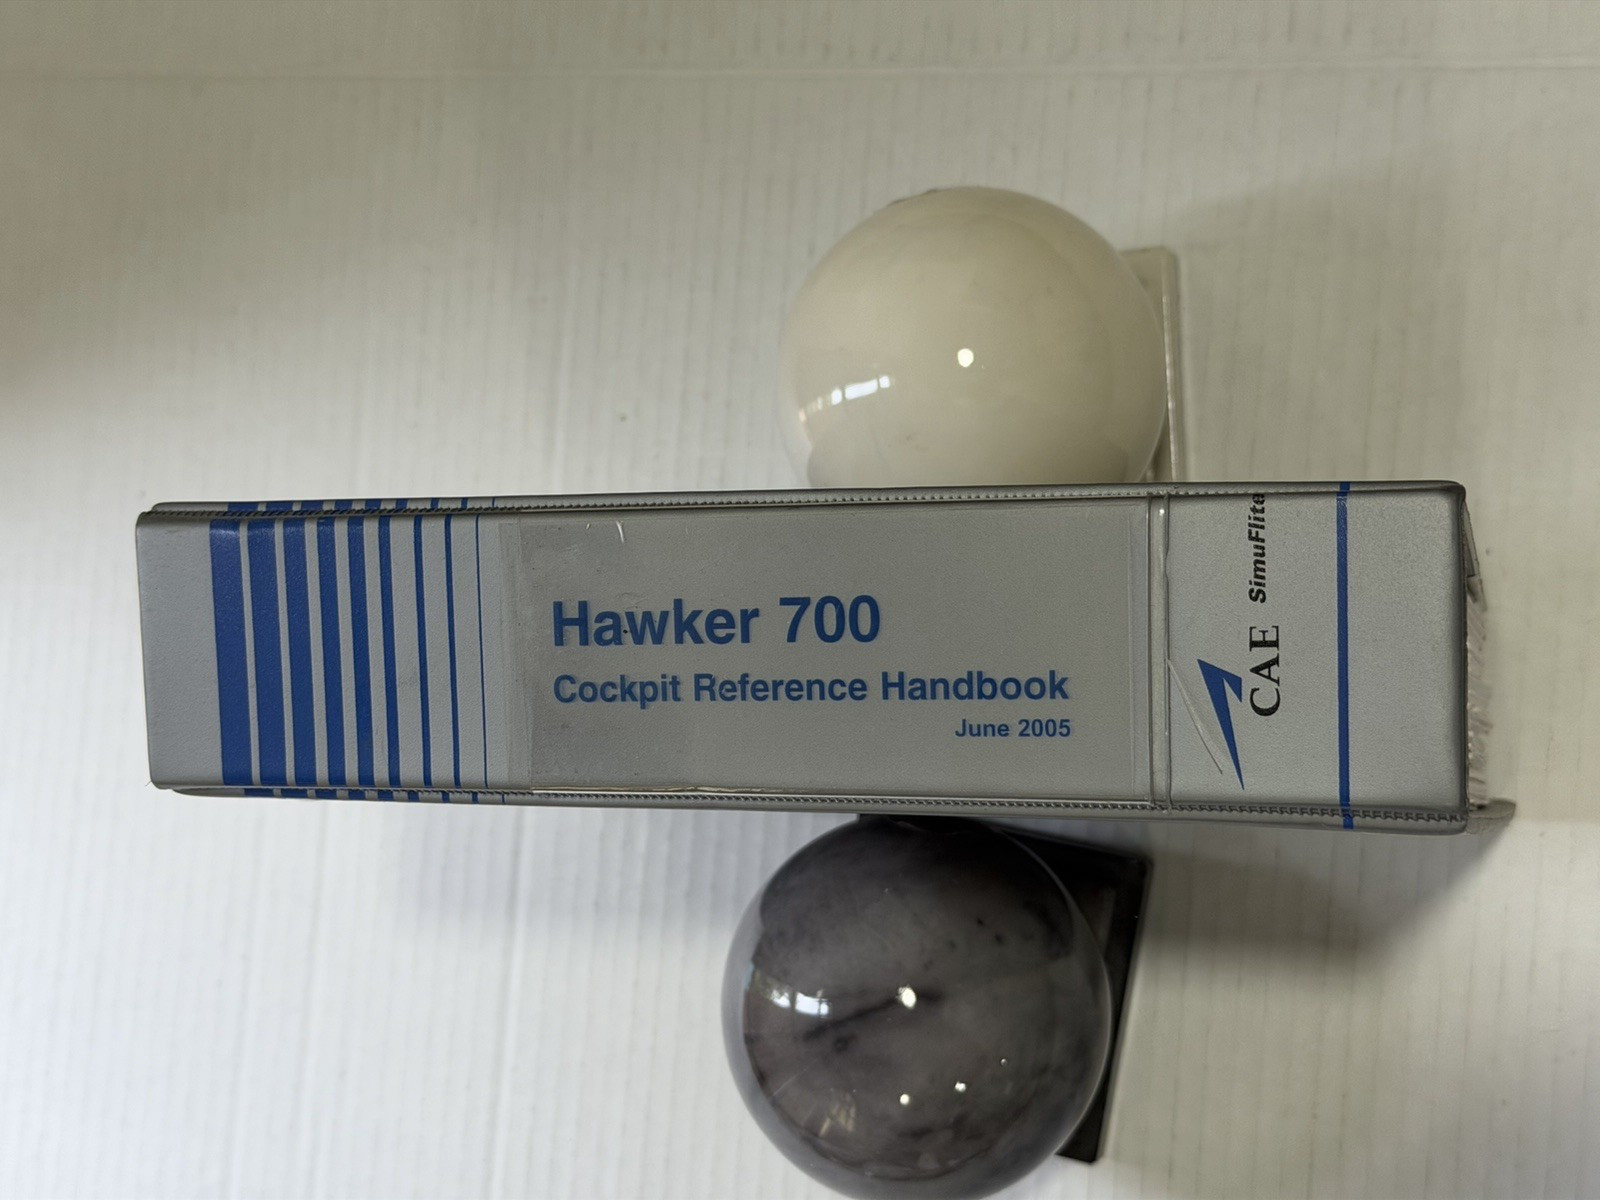 Hawker 700
Cockpit Reference Handbook
June 2005
CAE SimuFlite